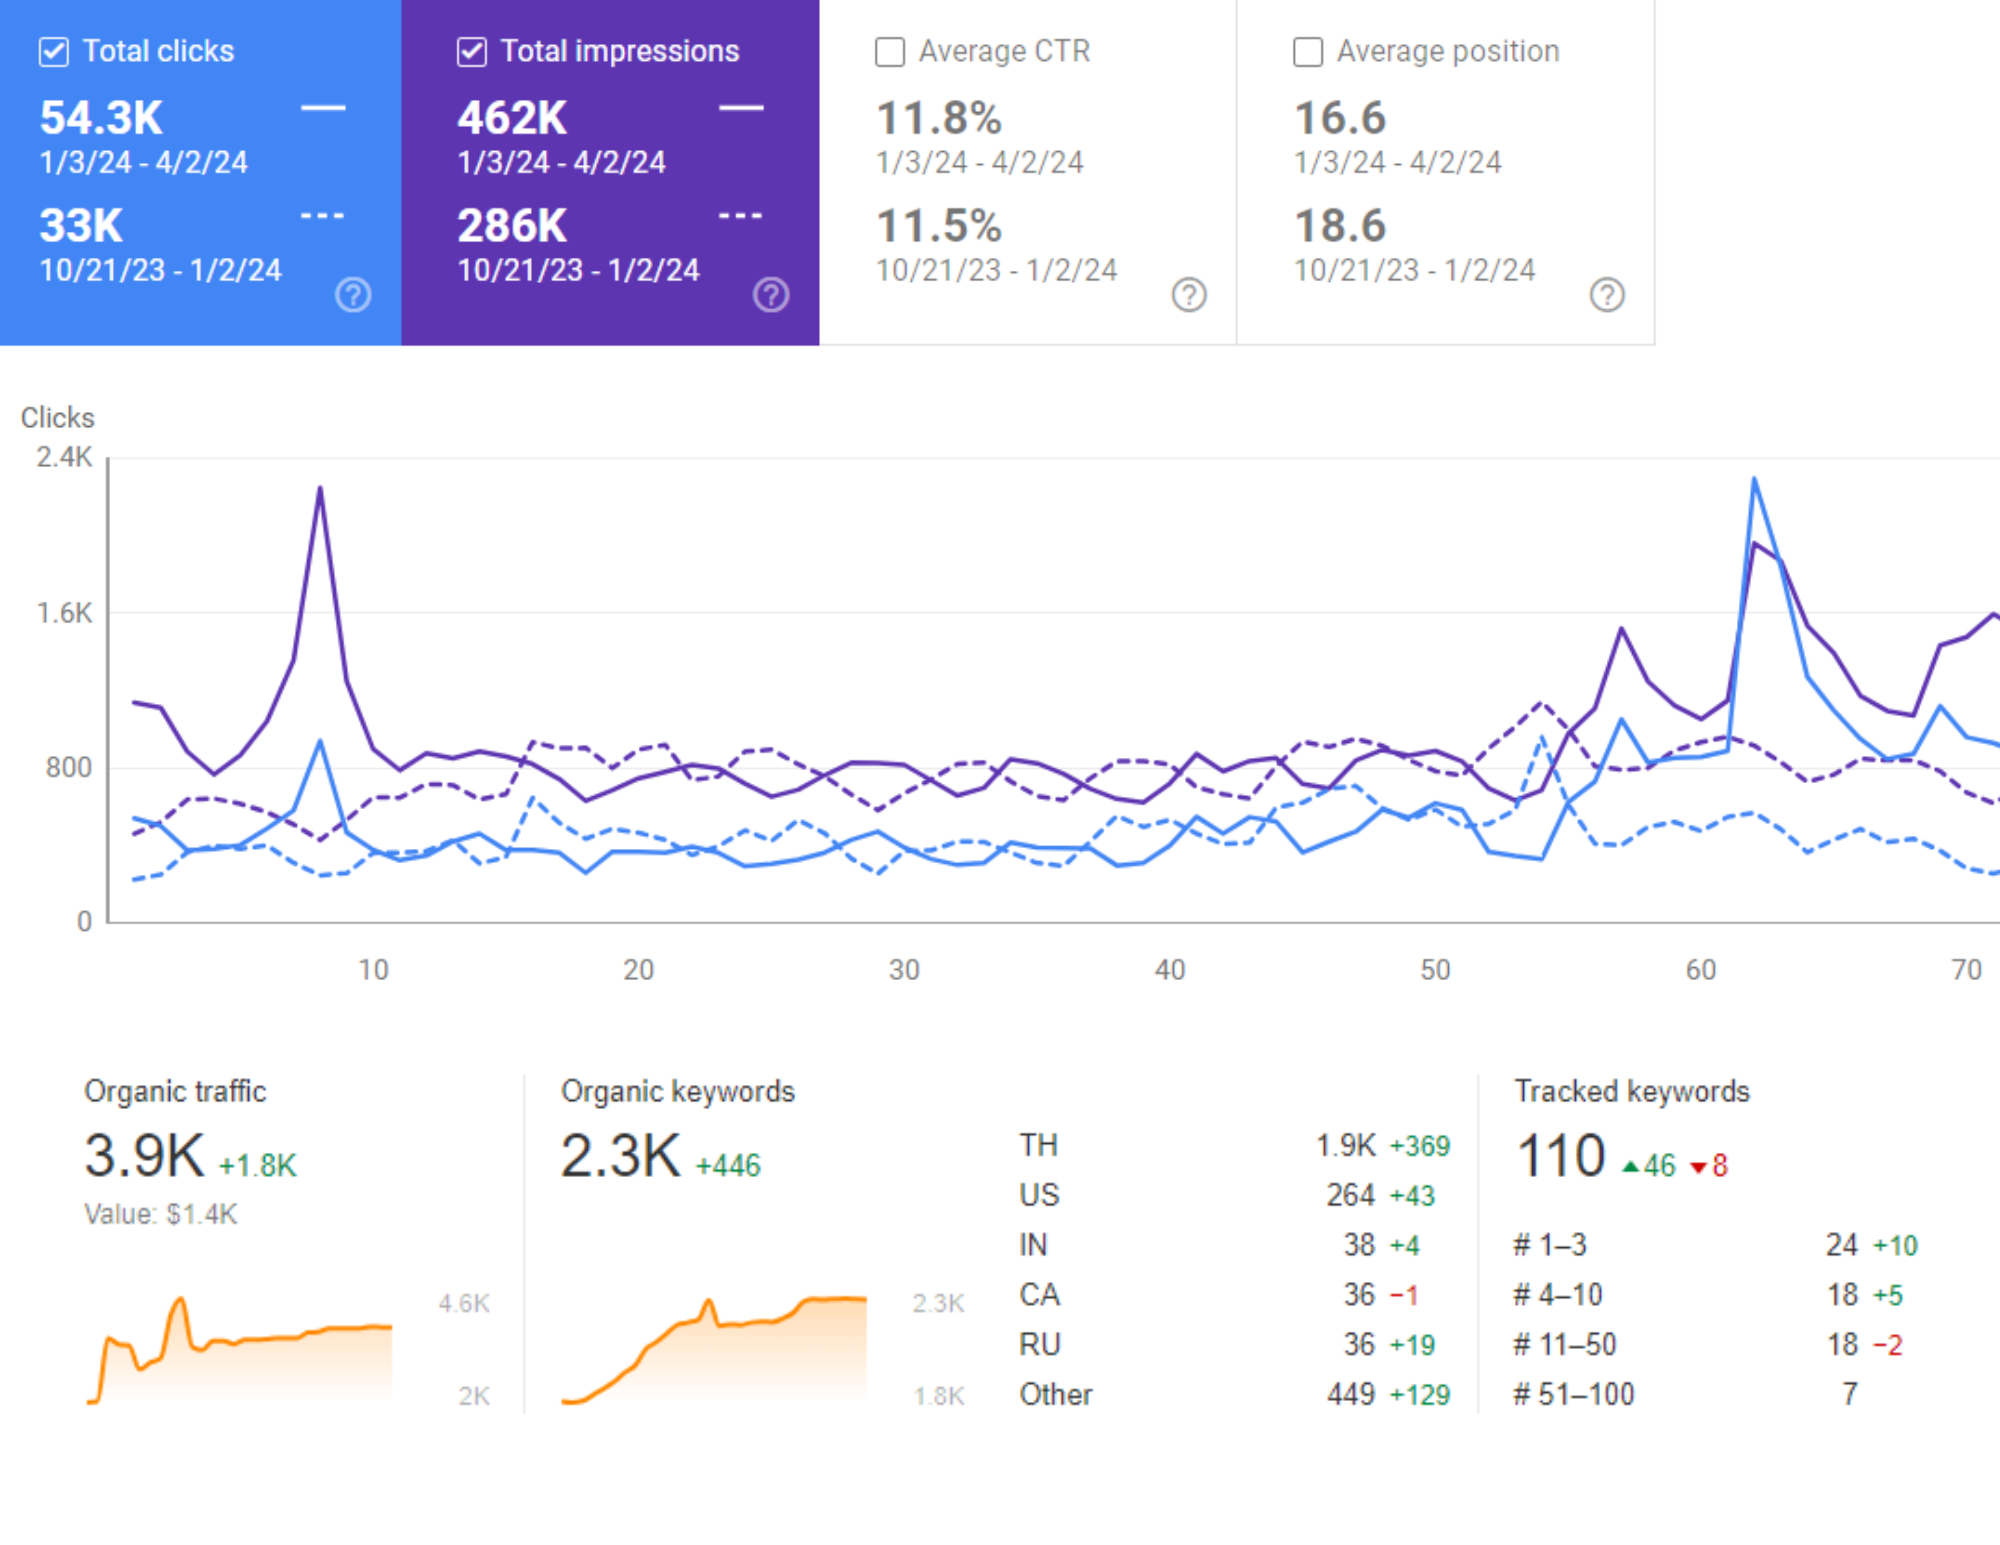 Total clicks
54.3K
1/3/24 - 4/2/24
33K
10/21/23 - 1/2/24
Total impressions
462K
1/3/24 - 4/2/24
286K
10/21/23 - 1/2/24
Average CTR
11.8%
1/3/24 - 4/2/24
11.5%
10/21/23 - 1/2/24
Average position
16.6
1/3/24 - 4/2/24
18.6
10/21/23 - 1/2/24
Clicks
2.4K
1.6K
800
0
10 20 30 40 50 60 70
Organic traffic
3.9K +1.8K
Value: $1.4K
4.6K
2K
Organic keywords
2.3K +446
2.3K
1.8K
TH 1.9K +369
US 264 +43
IN 38 +4
CA 36 −1
RU 36 +19
Other 449 +129
Tracked keywords
110 ▲46 ▼8
# 1–3 24 +10
# 4–10 18 +5
# 11–50 18 −2
# 51–100 7